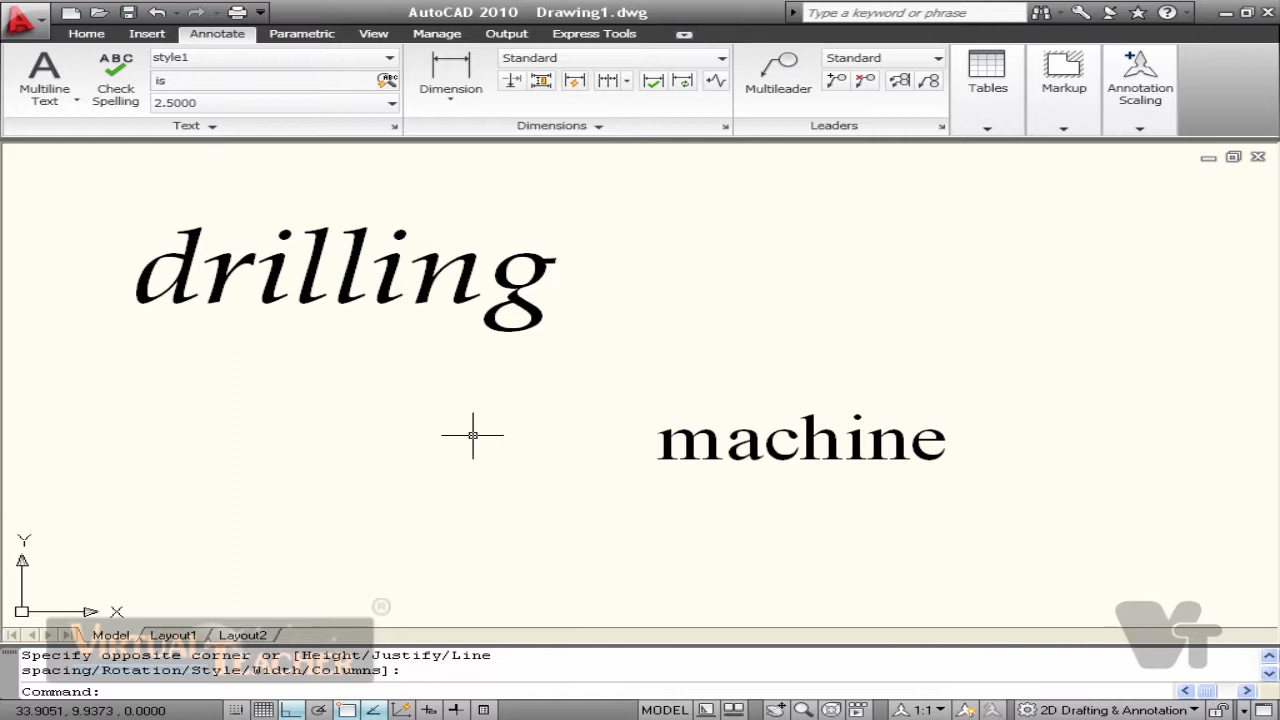 AutoCAD 2010 Drawing1.dwg
Type a keyword or phrase
Home Insert Annotate Parametric View Manage Output Express Tools
Multiline Text
ABC
Check Spelling
style1
is
2.5000
Text
Dimension
Standard
Dimensions
Multileader
Standard
Leaders
Tables
Markup
Annotation Scaling
drilling
machine
Y
X
®
VT
Model Layout1 Layout2
Specify opposite corner or [Height/Justify/Line
spacing/Rotation/Style/Width/Columns]:
Command:
33.9051, 9.9373 , 0.0000
MODEL
1:1
2D Drafting & Annotation